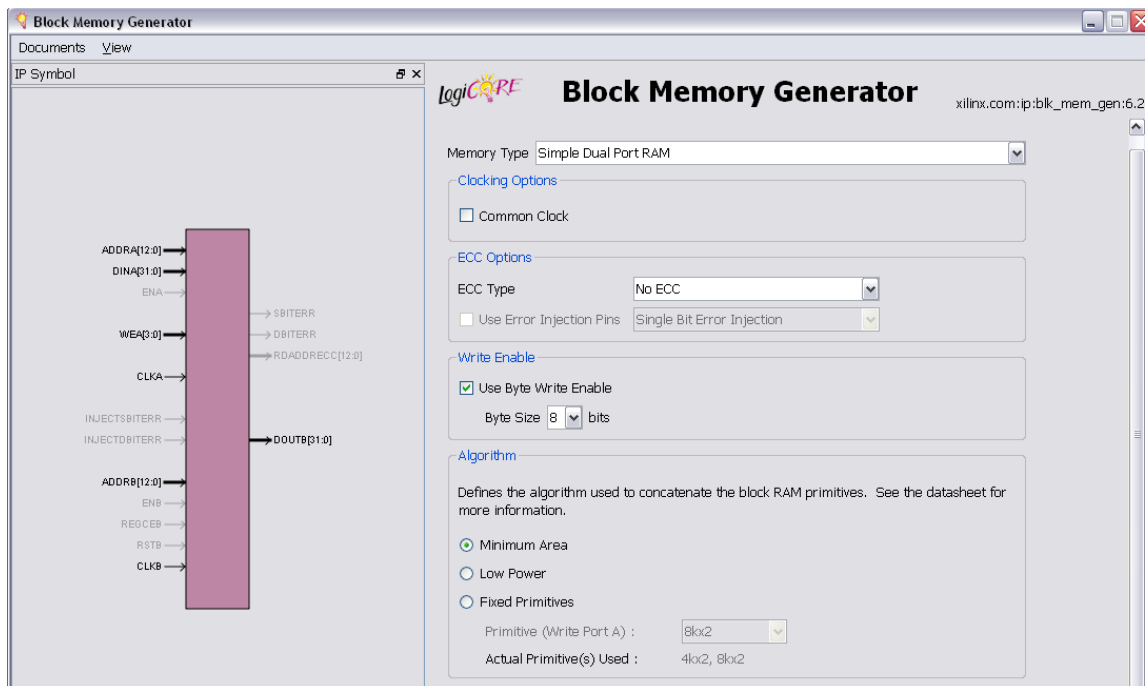 Block Memory Generator
Documents View
IP Symbol
ADDRA[12:0]
DINA[31:0]
ENA
SBITERR
WEA[3:0]
DBITERR
RDADDRECC[12:0]
CLKA
INJECTSBITERR
INJECTDBITERR
DOUTB[31:0]
ADDRB[12:0]
ENB
REGCEB
RSTB
CLKB
LogiCORE
Block Memory Generator
xilinx.com:ip:blk_mem_gen:6.2
Memory Type Simple Dual Port RAM
Clocking Options
Common Clock
ECC Options
ECC Type No ECC
Use Error Injection Pins Single Bit Error Injection
Write Enable
Use Byte Write Enable
Byte Size 8 bits
Algorithm
Defines the algorithm used to concatenate the block RAM primitives. See the datasheet for
more information.
Minimum Area
Low Power
Fixed Primitives
Primitive (Write Port A) : 8kx2
Actual Primitive(s) Used : 4kx2, 8kx2